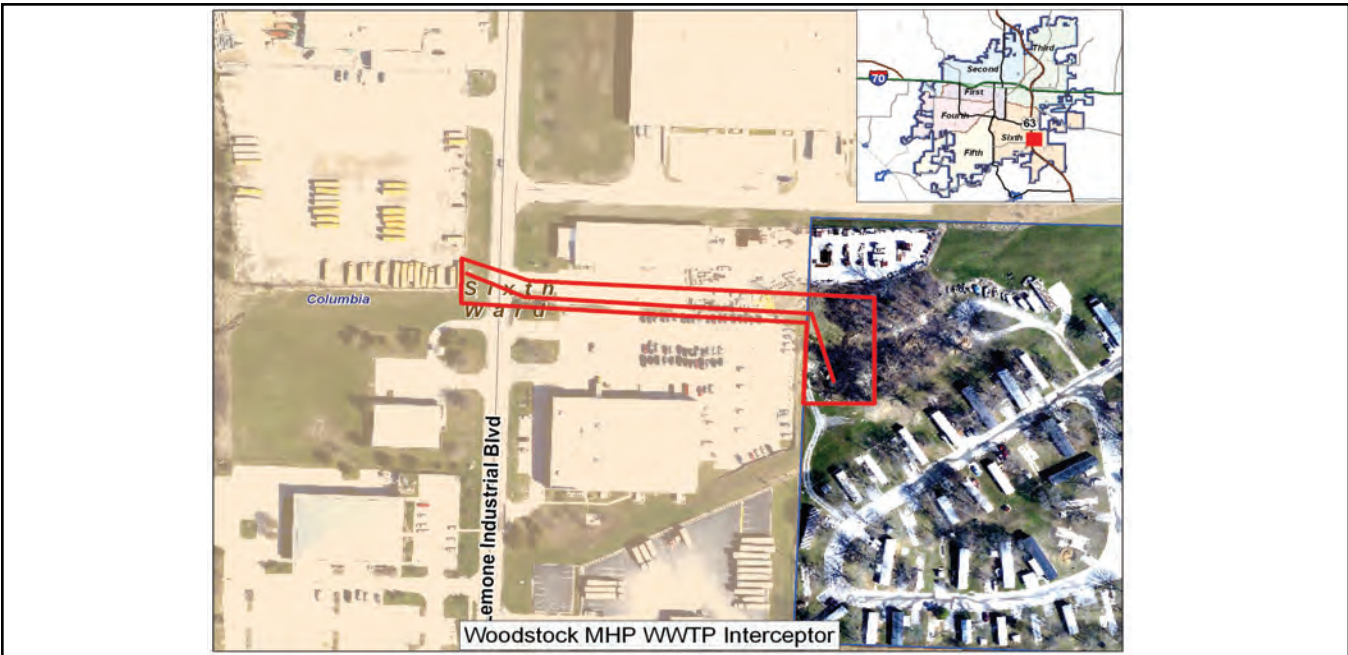 Third
Second
70
First
Fourth
63
Sixth
Fifth
Columbia
Sixth
Ward
Lemone Industrial Blvd
Woodstock MHP WWTP Interceptor